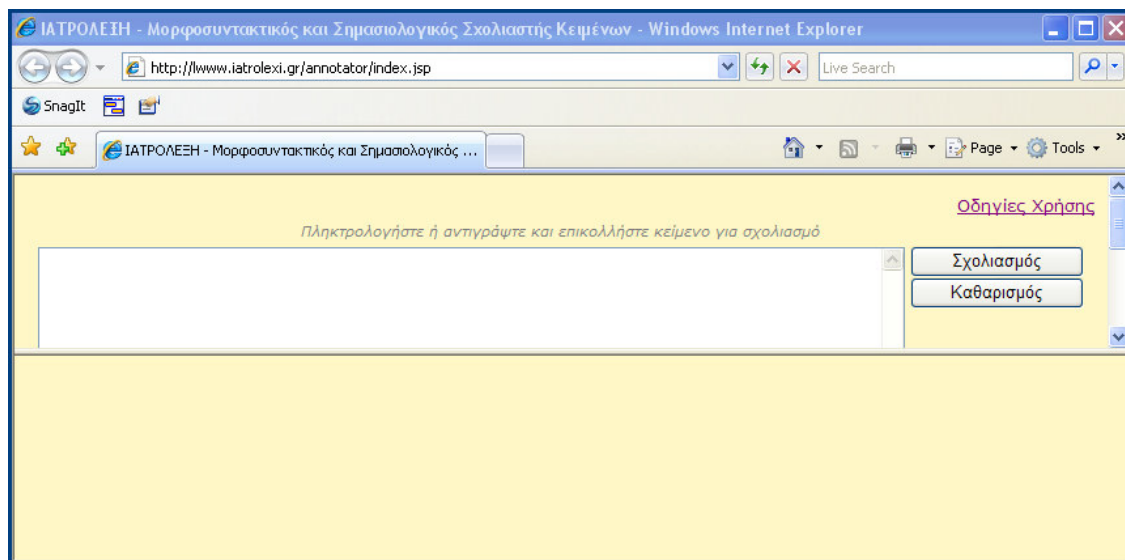 ΙΑΤΡΟΛΕΞΗ - Μορφοσυντακτικός και Σημασιολογικός Σχολιαστής Κειμένων - Windows Internet Explorer
http://lwww.iatrolexi.gr/annotator/index.jsp Live Search
SnagIt
ΙΑΤΡΟΛΕΞΗ - Μορφοσυντακτικός και Σημασιολογικός ... Page Tools »
Οδηγίες Χρήσης
Πληκτρολογήστε ή αντιγράψτε και επικολλήστε κείμενο για σχολιασμό
Σχολιασμός
Καθαρισμός